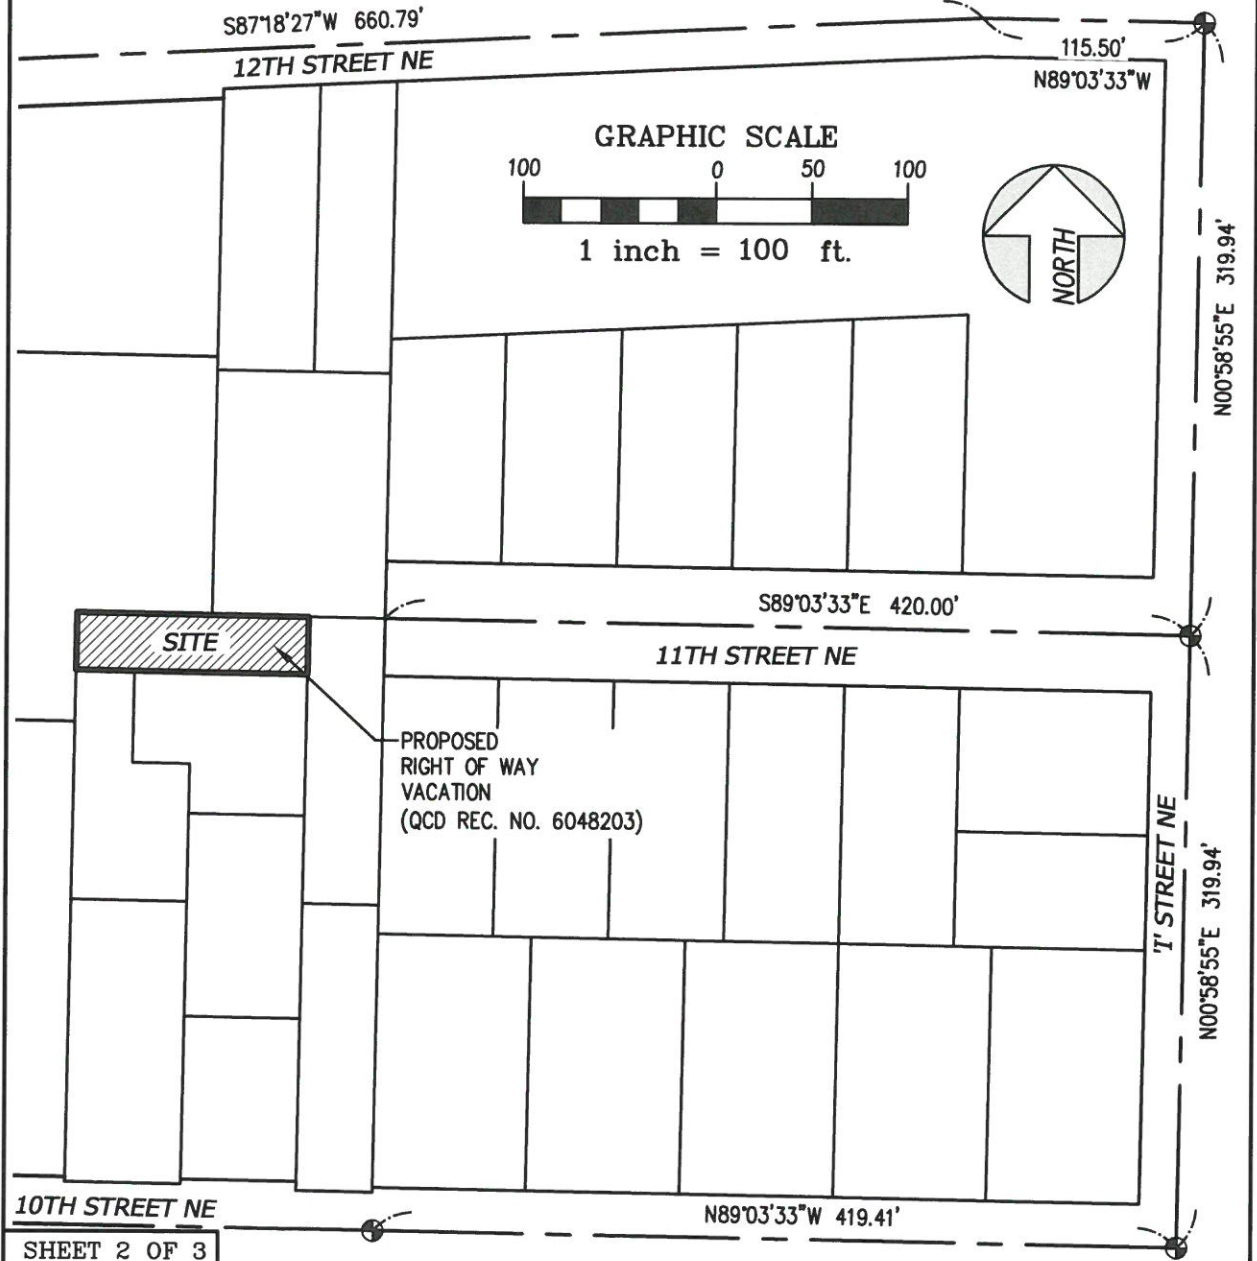 S87°18'27"W 660.79'
12TH STREET NE
115.50'
N89°03'33"W
GRAPHIC SCALE
100 0 50 100
1 inch = 100 ft.
NORTH
N00°58'55"E 319.94'
S89°03'33"E 420.00'
SITE
11TH STREET NE
PROPOSED
RIGHT OF WAY
VACATION
(QCD REC. NO. 6048203)
'I' STREET NE
N00°58'55"E 319.94'
10TH STREET NE
N89°03'33"W 419.41'
SHEET 2 OF 3